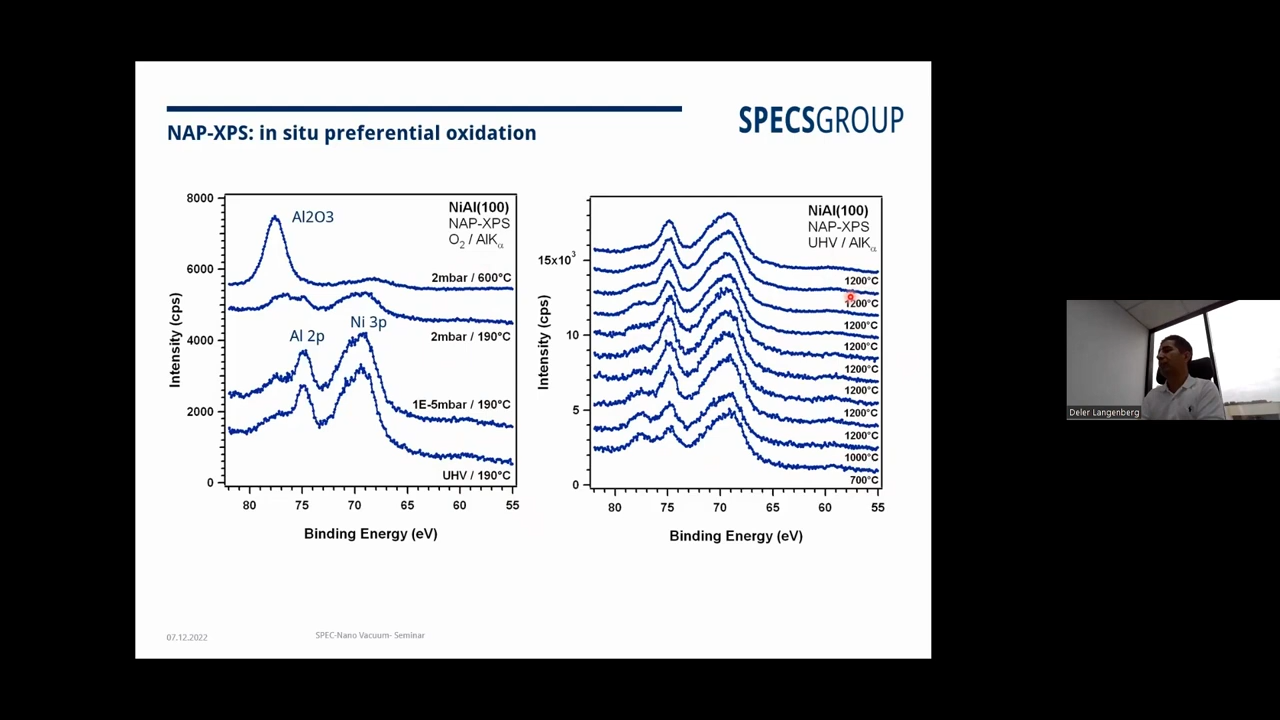 SPECSGROUP
NAP-XPS: in situ preferential oxidation
8000
6000
4000
2000
0
Intensity (cps)
Al2O3
NiAl(100)
NAP-XPS
O2 / AlKα
2mbar / 600°C
Ni 3p
Al 2p
2mbar / 190°C
1E-5mbar / 190°C
UHV / 190°C
80 75 70 65 60 55
Binding Energy (eV)
15x10³
10
5
0
Intensity (cps)
NiAl(100)
NAP-XPS
UHV / AlKα
1200°C
1200°C
1200°C
1200°C
1200°C
1200°C
1200°C
1000°C
700°C
80 75 70 65 60 55
Binding Energy (eV)
Deler Langenberg
07.12.2022
SPEC-Nano Vacuum- Seminar